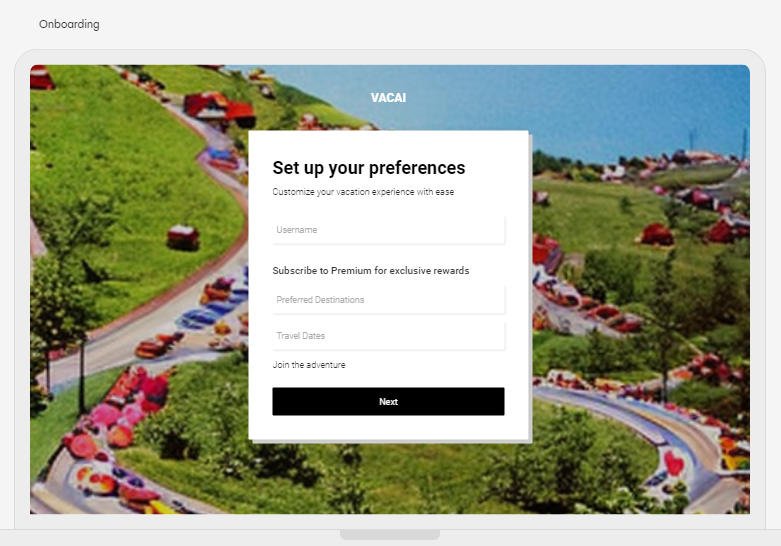 Onboarding
VACAI
Set up your preferences
Customize your vacation experience with ease
Username
Subscribe to Premium for exclusive rewards
Preferred Destinations
Travel Dates
Join the adventure
Next